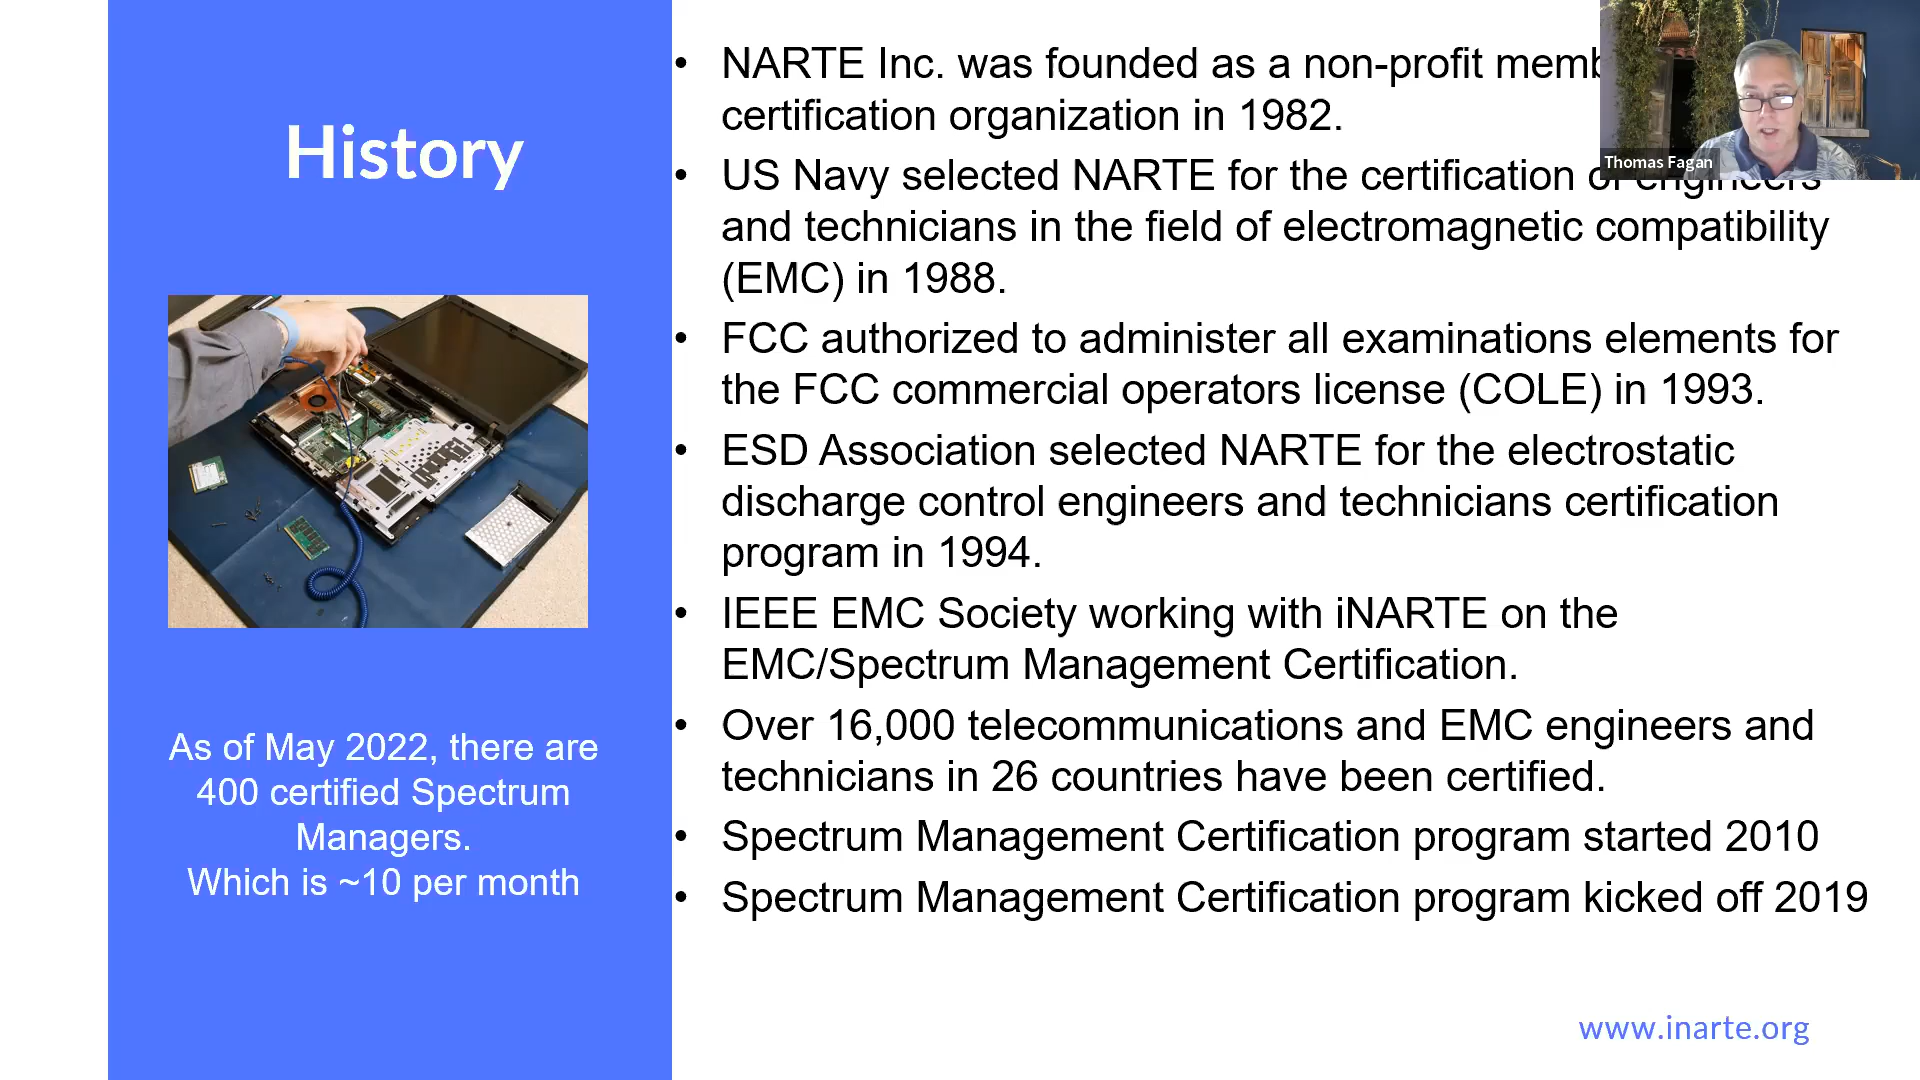 History
As of May 2022, there are
400 certified Spectrum
Managers.
Which is ~10 per month
• NARTE Inc. was founded as a non-profit
certification organization in 1982.
• US Navy selected NARTE for the certification of engineers
and technicians in the field of electromagnetic compatibility
(EMC) in 1988.
• FCC authorized to administer all examinations elements for
the FCC commercial operators license (COLE) in 1993.
• ESD Association selected NARTE for the electrostatic
discharge control engineers and technicians certification
program in 1994.
• IEEE EMC Society working with iNARTE on the
EMC/Spectrum Management Certification.
• Over 16,000 telecommunications and EMC engineers and
technicians in 26 countries have been certified.
• Spectrum Management Certification program started 2010
• Spectrum Management Certification program kicked off 2019
www.inarte.org
Thomas Fagan